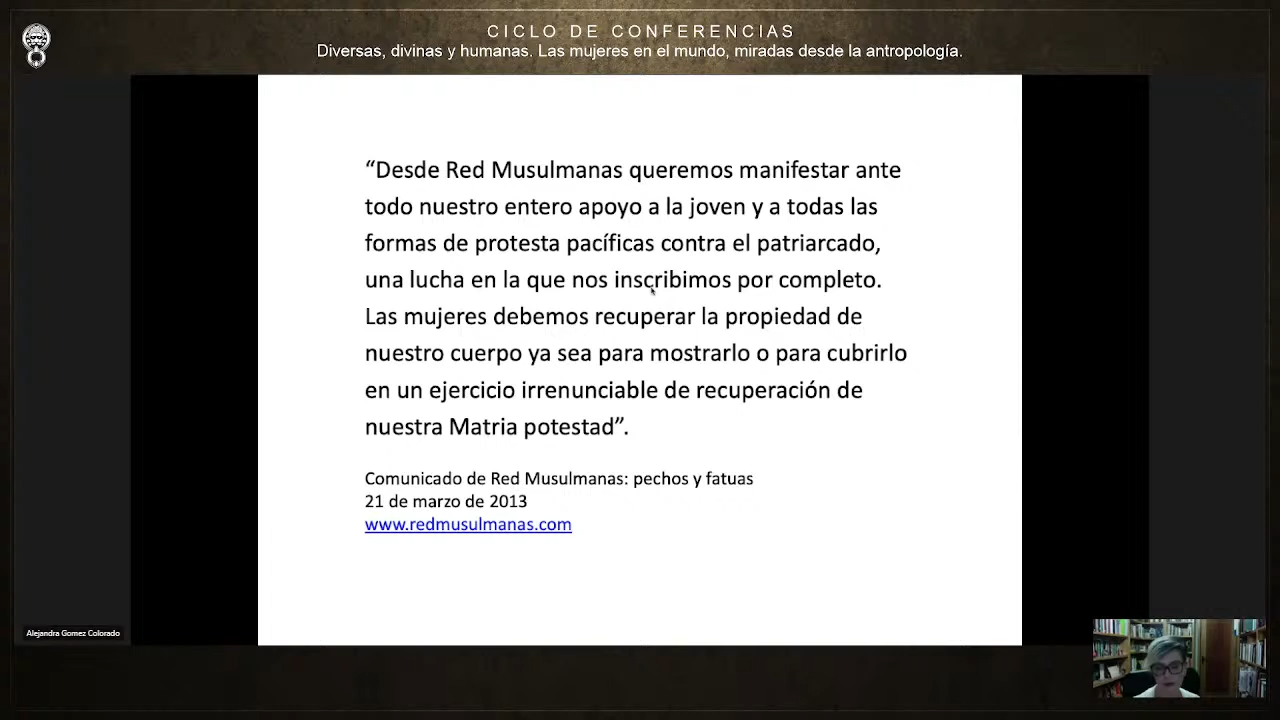 CICLO DE CONFERENCIAS
Diversas, divinas y humanas. Las mujeres en el mundo, miradas desde la antropología.
“Desde Red Musulmanas queremos manifestar ante
todo nuestro entero apoyo a la joven y a todas las
formas de protesta pacíficas contra el patriarcado,
una lucha en la que nos inscribimos por completo.
Las mujeres debemos recuperar la propiedad de
nuestro cuerpo ya sea para mostrarlo o para cubrirlo
en un ejercicio irrenunciable de recuperación de
nuestra Matria potestad”.
Comunicado de Red Musulmanas: pechos y fatuas
21 de marzo de 2013
www.redmusulmanas.com
Alejandra Gomez Colorado